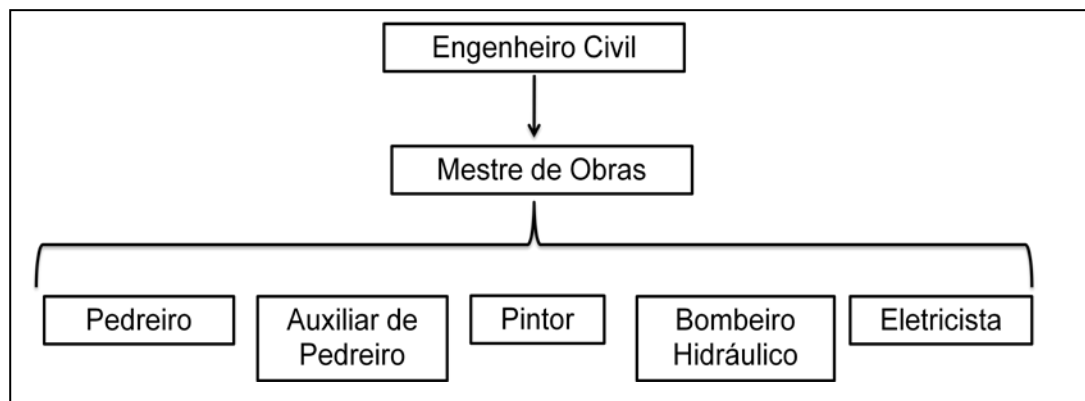 Engenheiro Civil
Mestre de Obras
Pedreiro
Auxiliar de
Pedreiro
Pintor
Bombeiro
Hidráulico
Eletricista